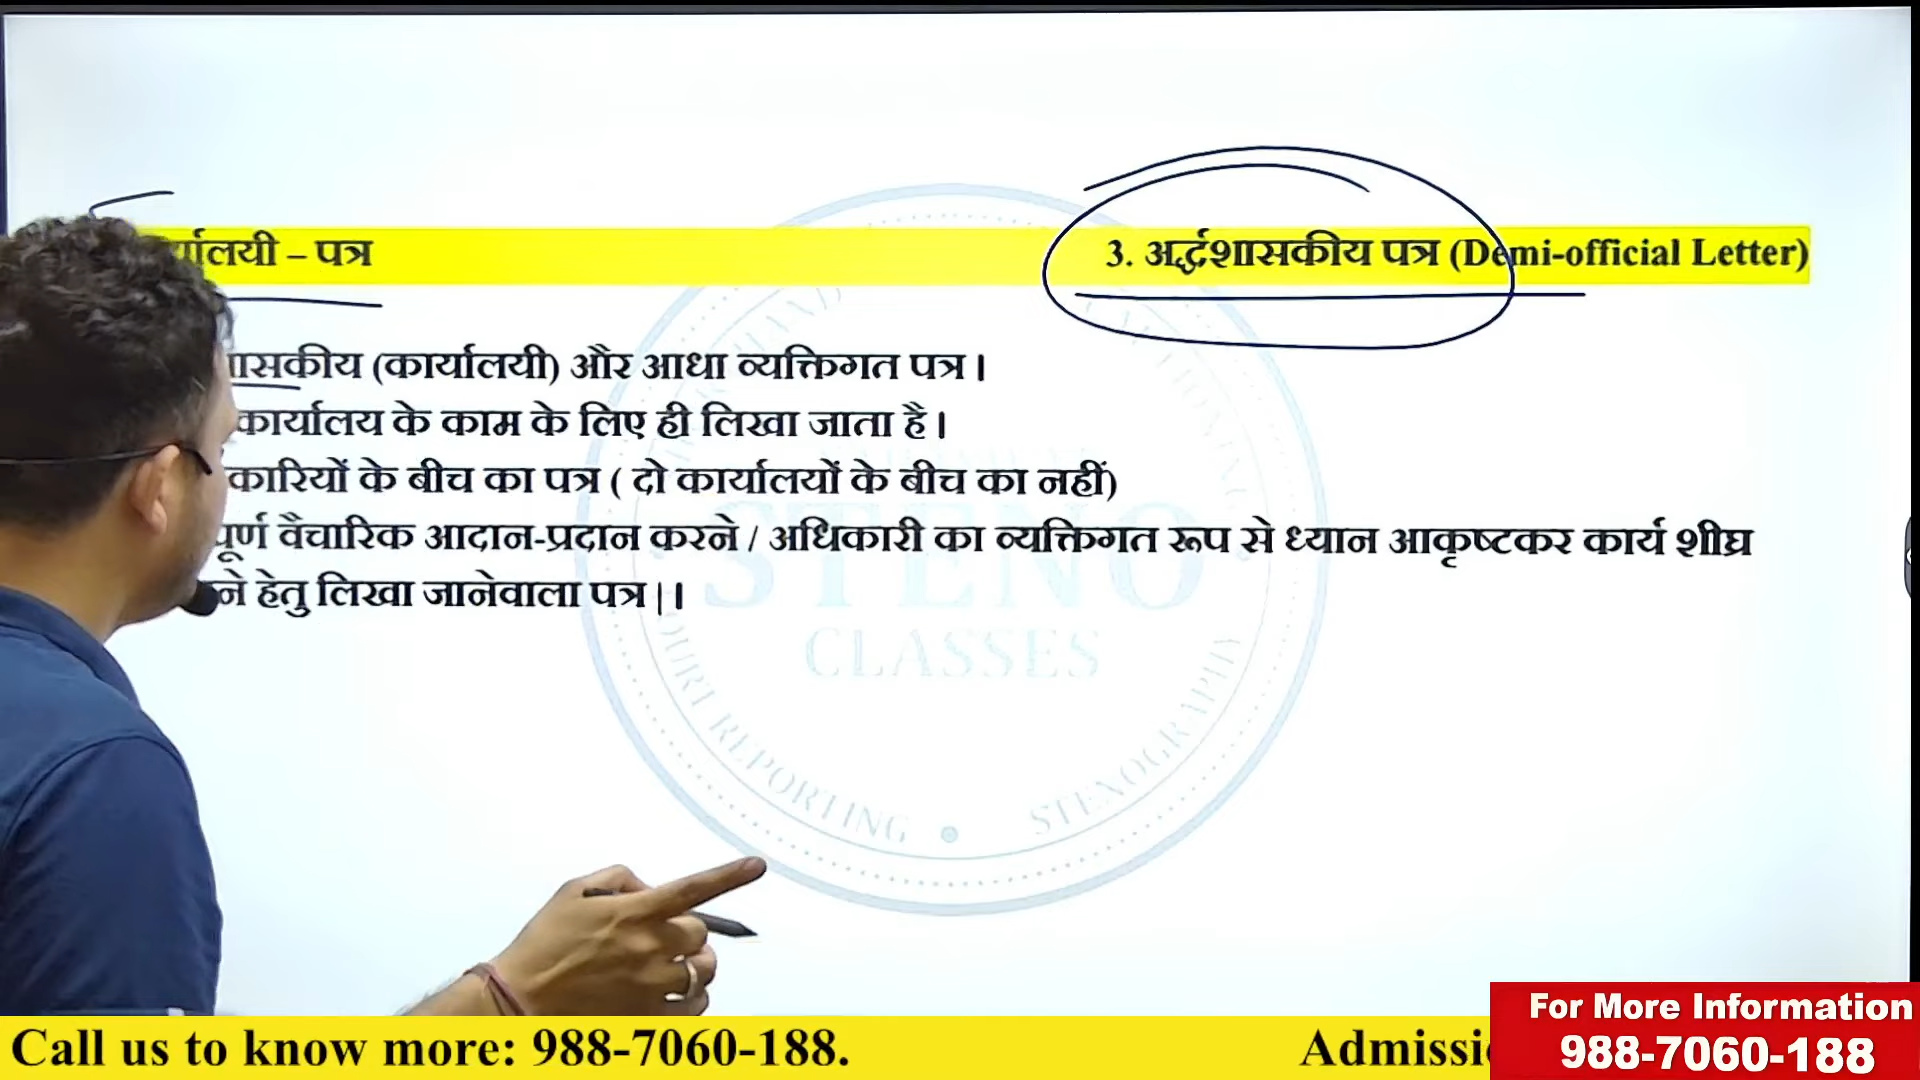 र्यालयी – पत्र 3. अर्द्धशासकीय पत्र (Demi-official Letter)
शासकीय (कार्यालयी) और आधा व्यक्तिगत पत्र।
कार्यालय के काम के लिए ही लिखा जाता है।
कारियों के बीच का पत्र ( दो कार्यालयों के बीच का नहीं)
पूर्ण वैचारिक आदान-प्रदान करने / अधिकारी का व्यक्तिगत रूप से ध्यान आकृष्टकर कार्य शीघ्र
ने हेतु लिखा जानेवाला पत्र|।
STENO
CLASSES
COURT REPORTING
STENOGRAPHY
For More Information
988-7060-188
Call us to know more: 988-7060-188. Admissi